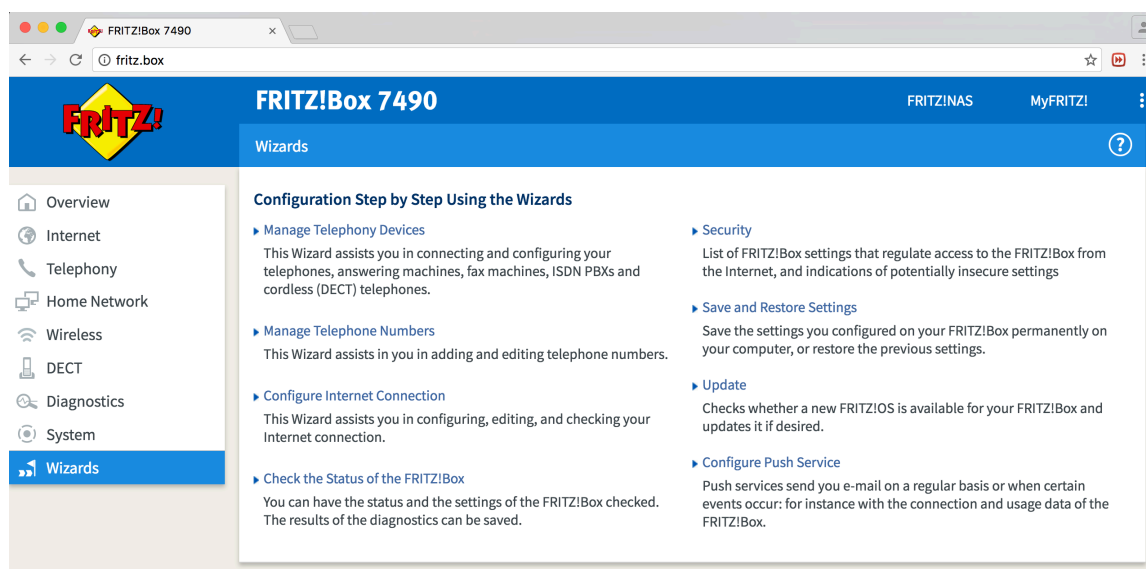 FRITZ!Box 7490
fritz.box
FRITZ!
FRITZ!Box 7490
FRITZ!NAS
MyFRITZ!
Wizards
?
Overview
Internet
Telephony
Home Network
Wireless
DECT
Diagnostics
System
Wizards
Configuration Step by Step Using the Wizards
Manage Telephony Devices
This Wizard assists you in connecting and configuring your
telephones, answering machines, fax machines, ISDN PBXs and
cordless (DECT) telephones.
Manage Telephone Numbers
This Wizard assists in you in adding and editing telephone numbers.
Configure Internet Connection
This Wizard assists you in configuring, editing, and checking your
Internet connection.
Check the Status of the FRITZ!Box
You can have the status and the settings of the FRITZ!Box checked.
The results of the diagnostics can be saved.
Security
List of FRITZ!Box settings that regulate access to the FRITZ!Box from
the Internet, and indications of potentially insecure settings
Save and Restore Settings
Save the settings you configured on your FRITZ!Box permanently on
your computer, or restore the previous settings.
Update
Checks whether a new FRITZ!OS is available for your FRITZ!Box and
updates it if desired.
Configure Push Service
Push services send you e-mail on a regular basis or when certain
events occur: for instance with the connection and usage data of the
FRITZ!Box.